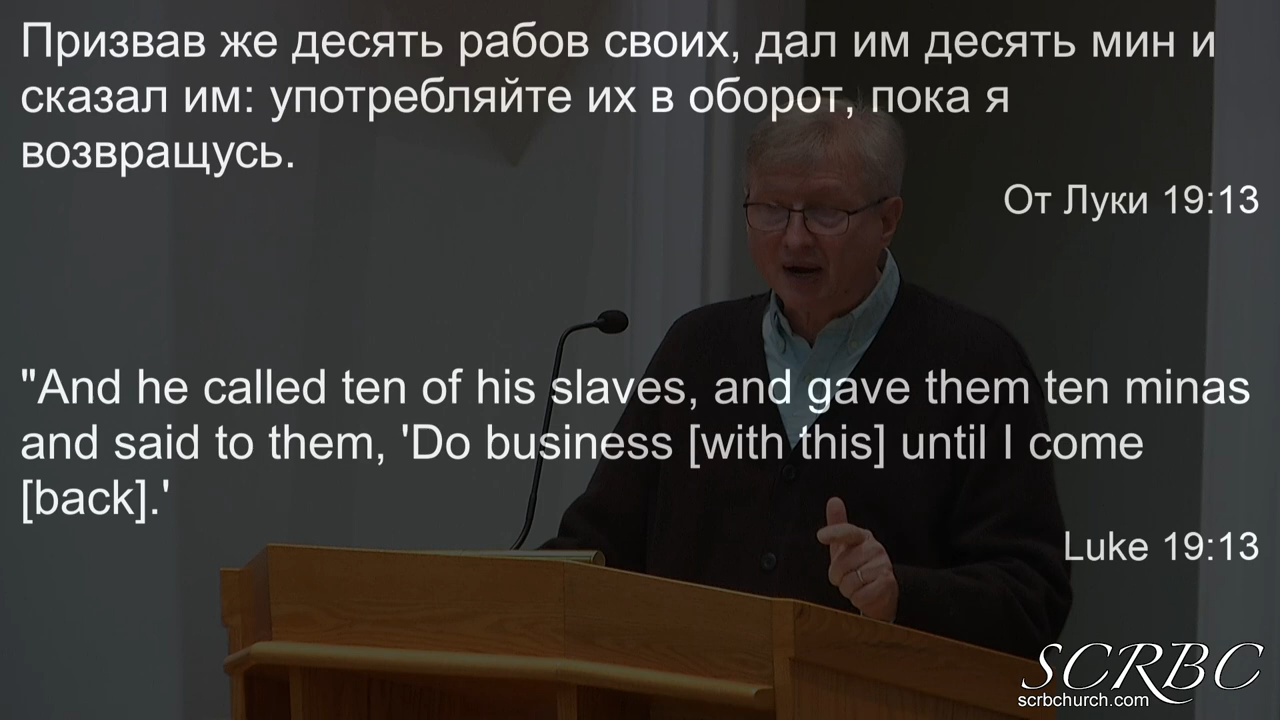 Призвав же десять рабов своих, дал им десять мин и
сказал им: употребляйте их в оборот, пока я
возвращусь.
От Луки 19:13
"And he called ten of his slaves, and gave them ten minas
and said to them, 'Do business [with this] until I come
[back].'
Luke 19:13
SCRBC
scrbchurch.com